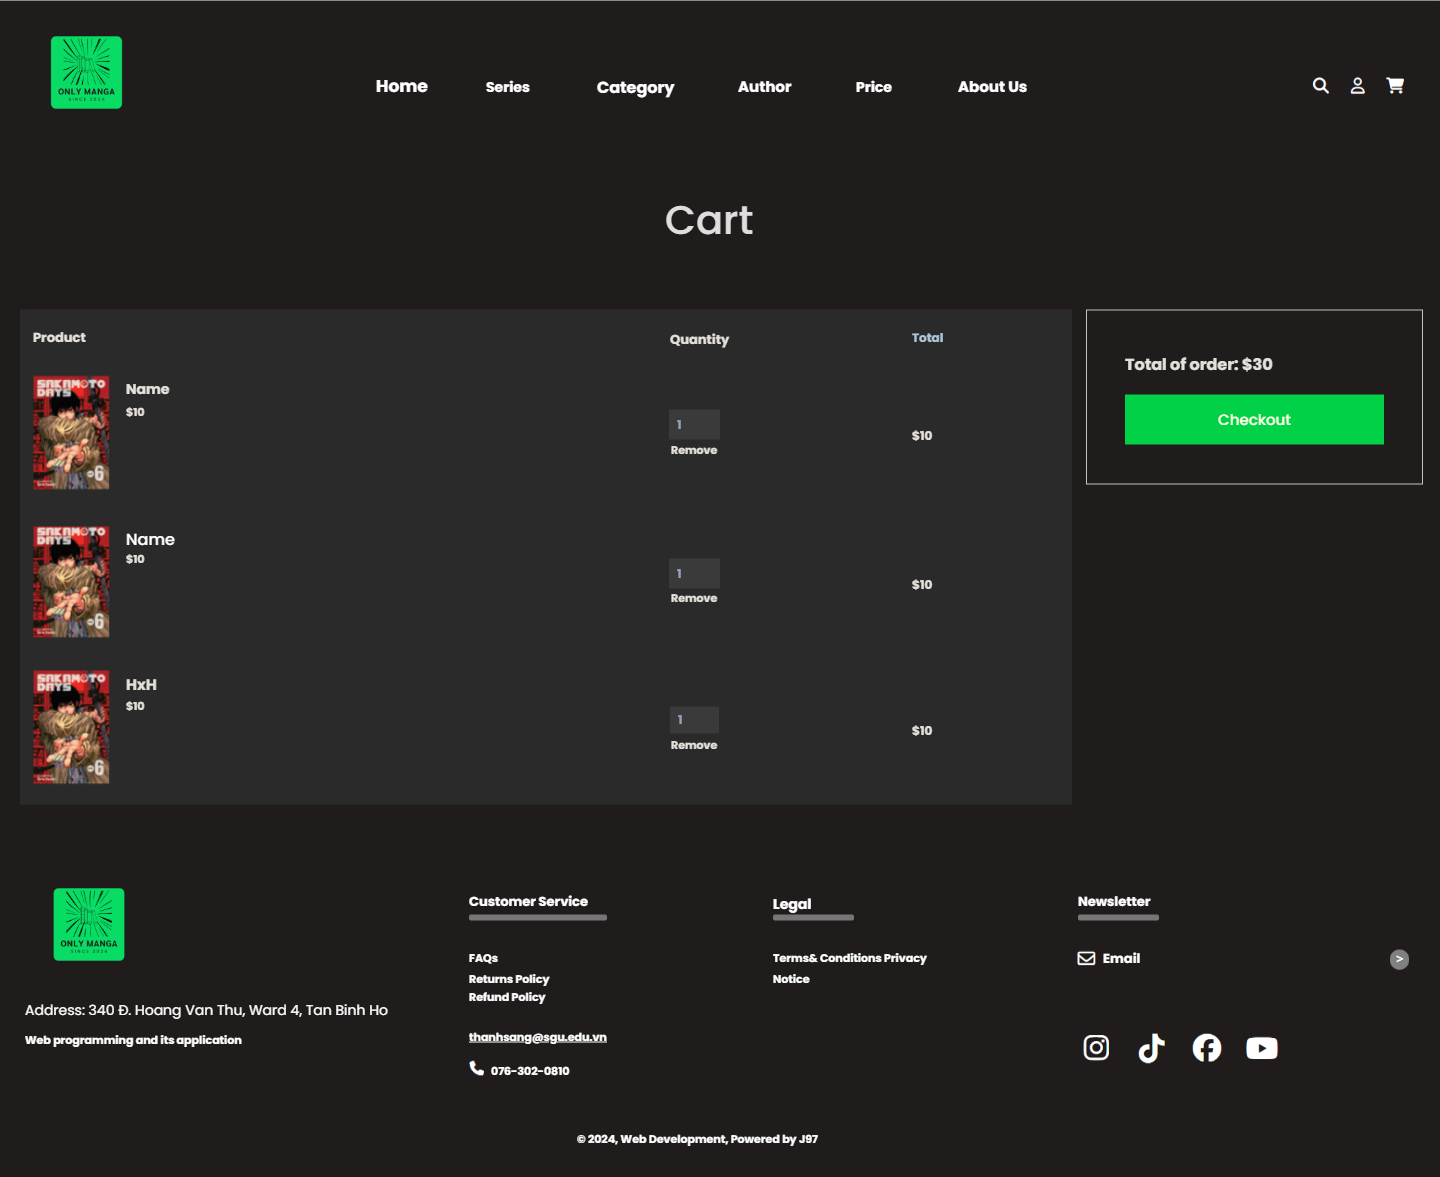 ONLY MANGA
SINCE 2024
Home Series Category Author Price About Us
Cart
Product Quantity Total
SAKAMOTO
DAYS
6
Name
$10
1
Remove
$10
SAKAMOTO
DAYS
6
Name
$10
1
Remove
$10
SAKAMOTO
DAYS
6
HxH
$10
1
Remove
$10
Total of order: $30
Checkout
ONLY MANGA
SINCE 2024
Address: 340 Đ. Hoang Van Thu, Ward 4, Tan Binh Ho
Web programming and its application
Customer Service
FAQs
Returns Policy
Refund Policy
thanhsang@sgu.edu.vn
076-302-0810
Legal
Terms& Conditions Privacy
Notice
Newsletter
Email >
© 2024, Web Development, Powered by J97